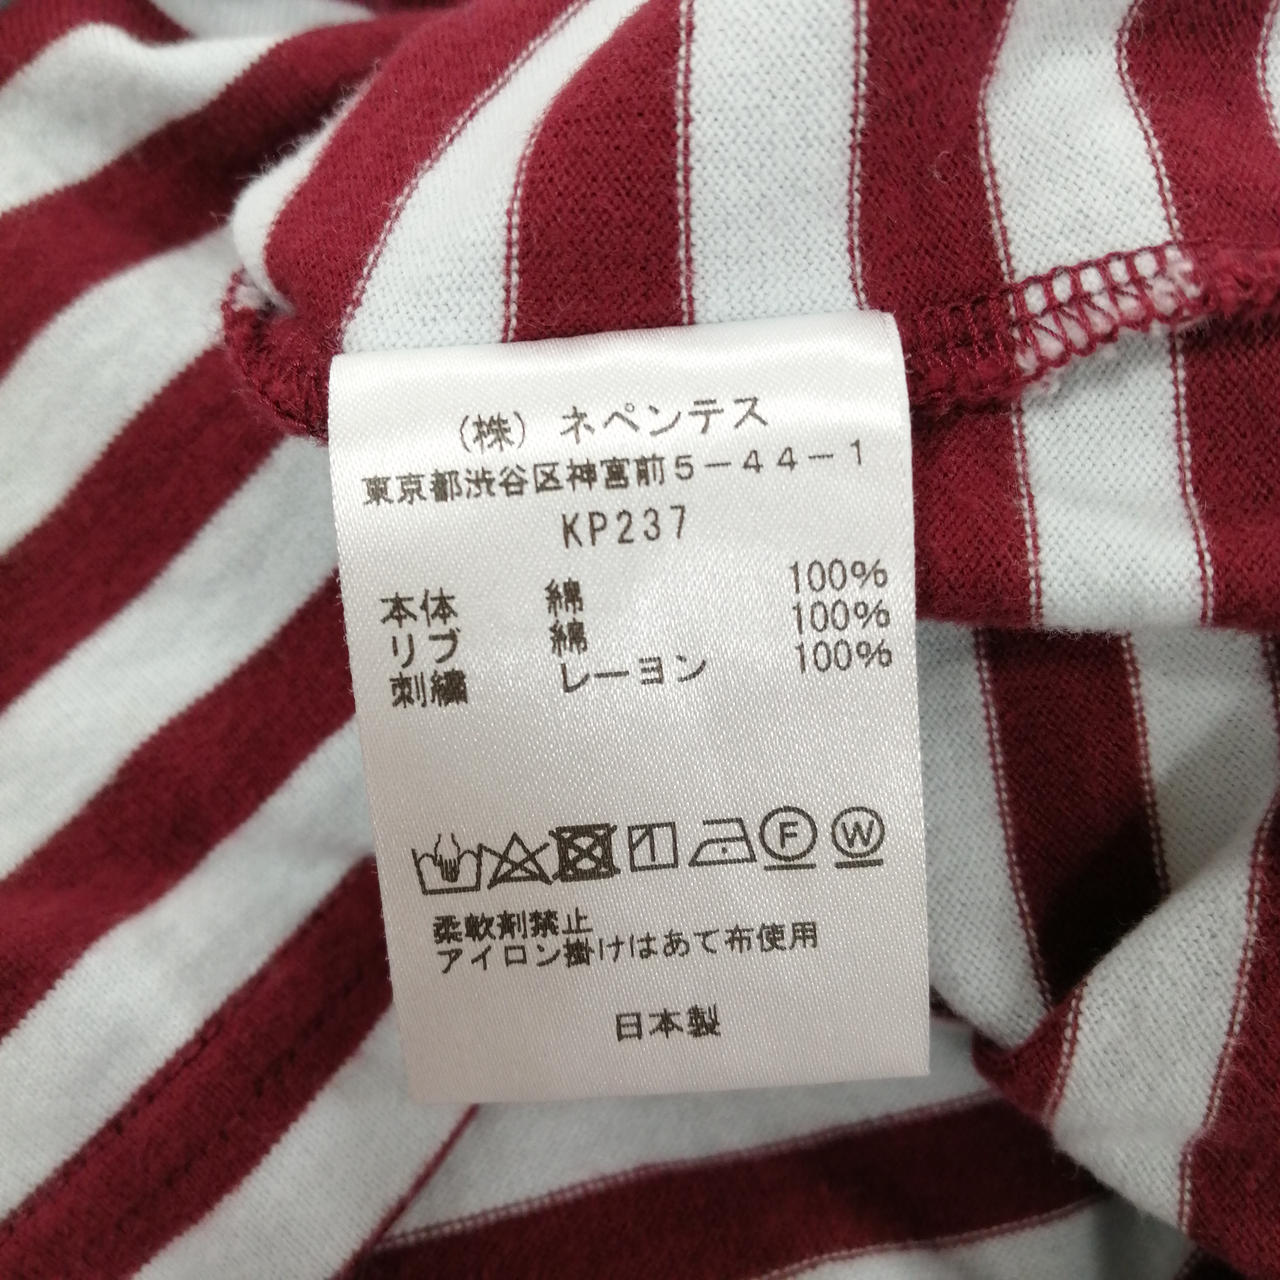 (株) ネペンテス
東京都渋谷区神宮前5-44-1
KP237
本体 綿 100%
リブ 綿 100%
刺繍 レーヨン 100%
F W
柔軟剤禁止
アイロン掛けはあて布使用
日本製